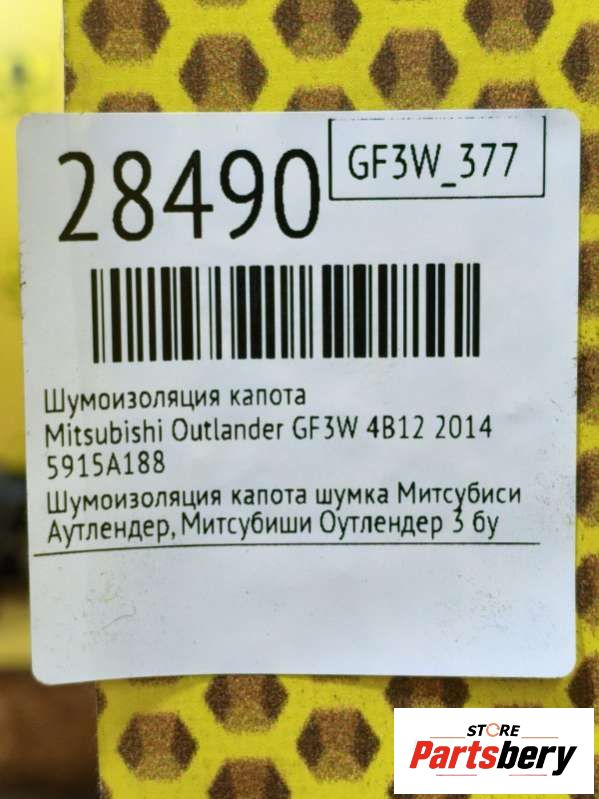 28490
GF3W_377
Шумоизоляция капота
Mitsubishi Outlander GF3W 4B12 2014
5915A188
Шумоизоляция капота шумка Митсубиси
Аутлендер, Митсубиши Оутлендер 3 бу
STORE
Partsbery